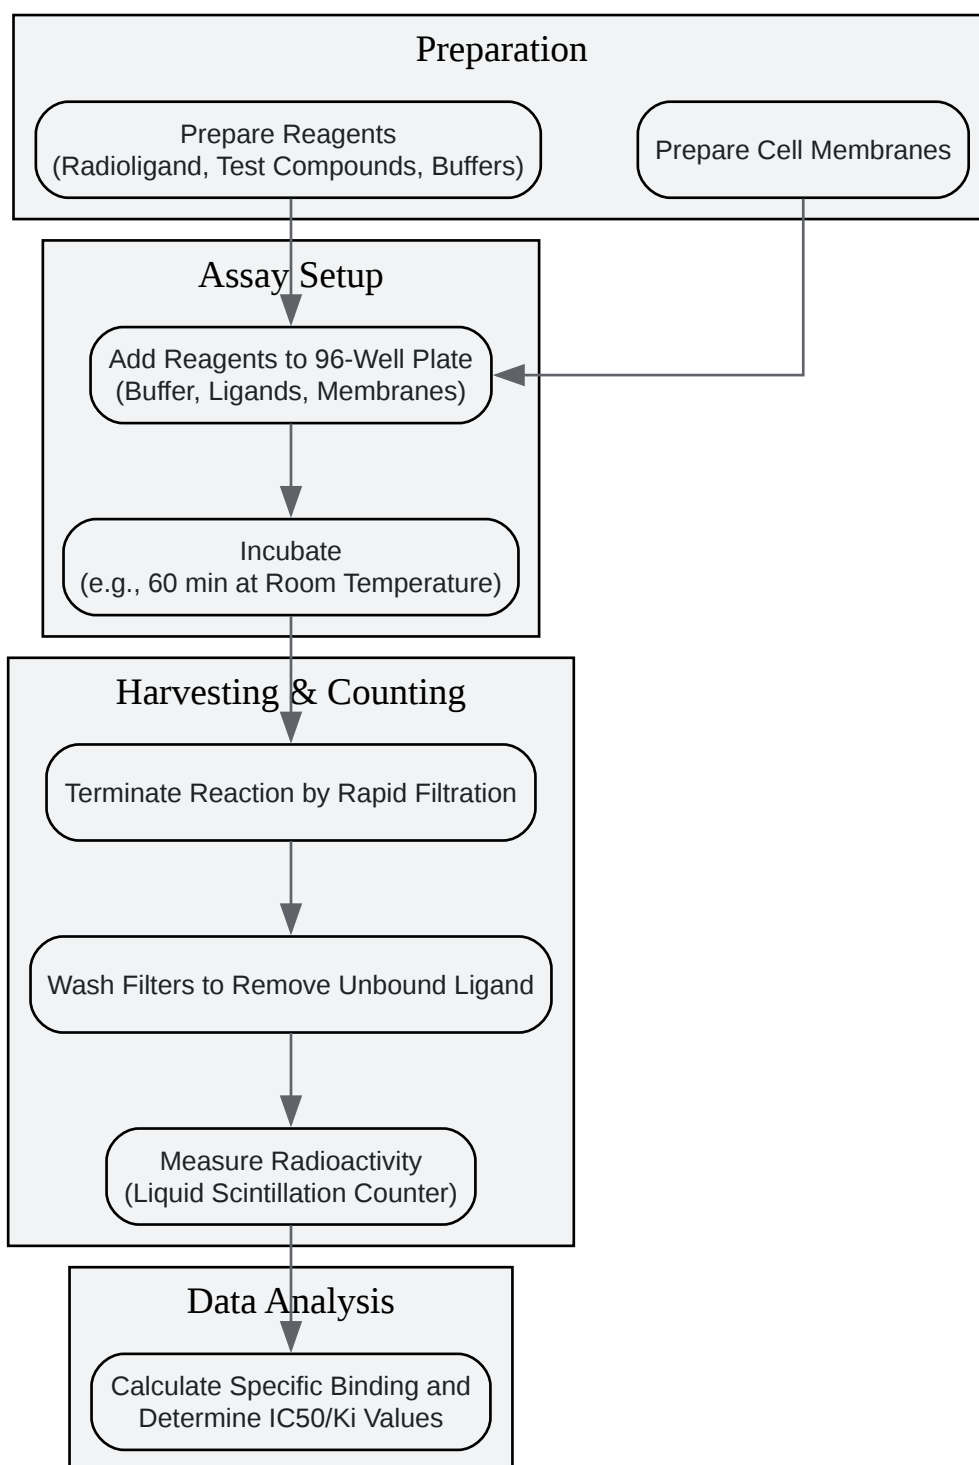 Preparation
Prepare Reagents
(Radioligand, Test Compounds, Buffers)
Prepare Cell Membranes
Assay Setup
Add Reagents to 96-Well Plate
(Buffer, Ligands, Membranes)
Incubate
(e.g., 60 min at Room Temperature)
Harvesting & Counting
Terminate Reaction by Rapid Filtration
Wash Filters to Remove Unbound Ligand
Measure Radioactivity
(Liquid Scintillation Counter)
Data Analysis
Calculate Specific Binding and
Determine IC50/Ki Values